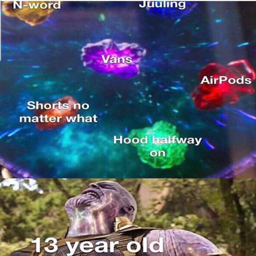 N-word
Juuling
Vans
AirPods
Shorts no
matter what
Hood halfway
on
13 year old